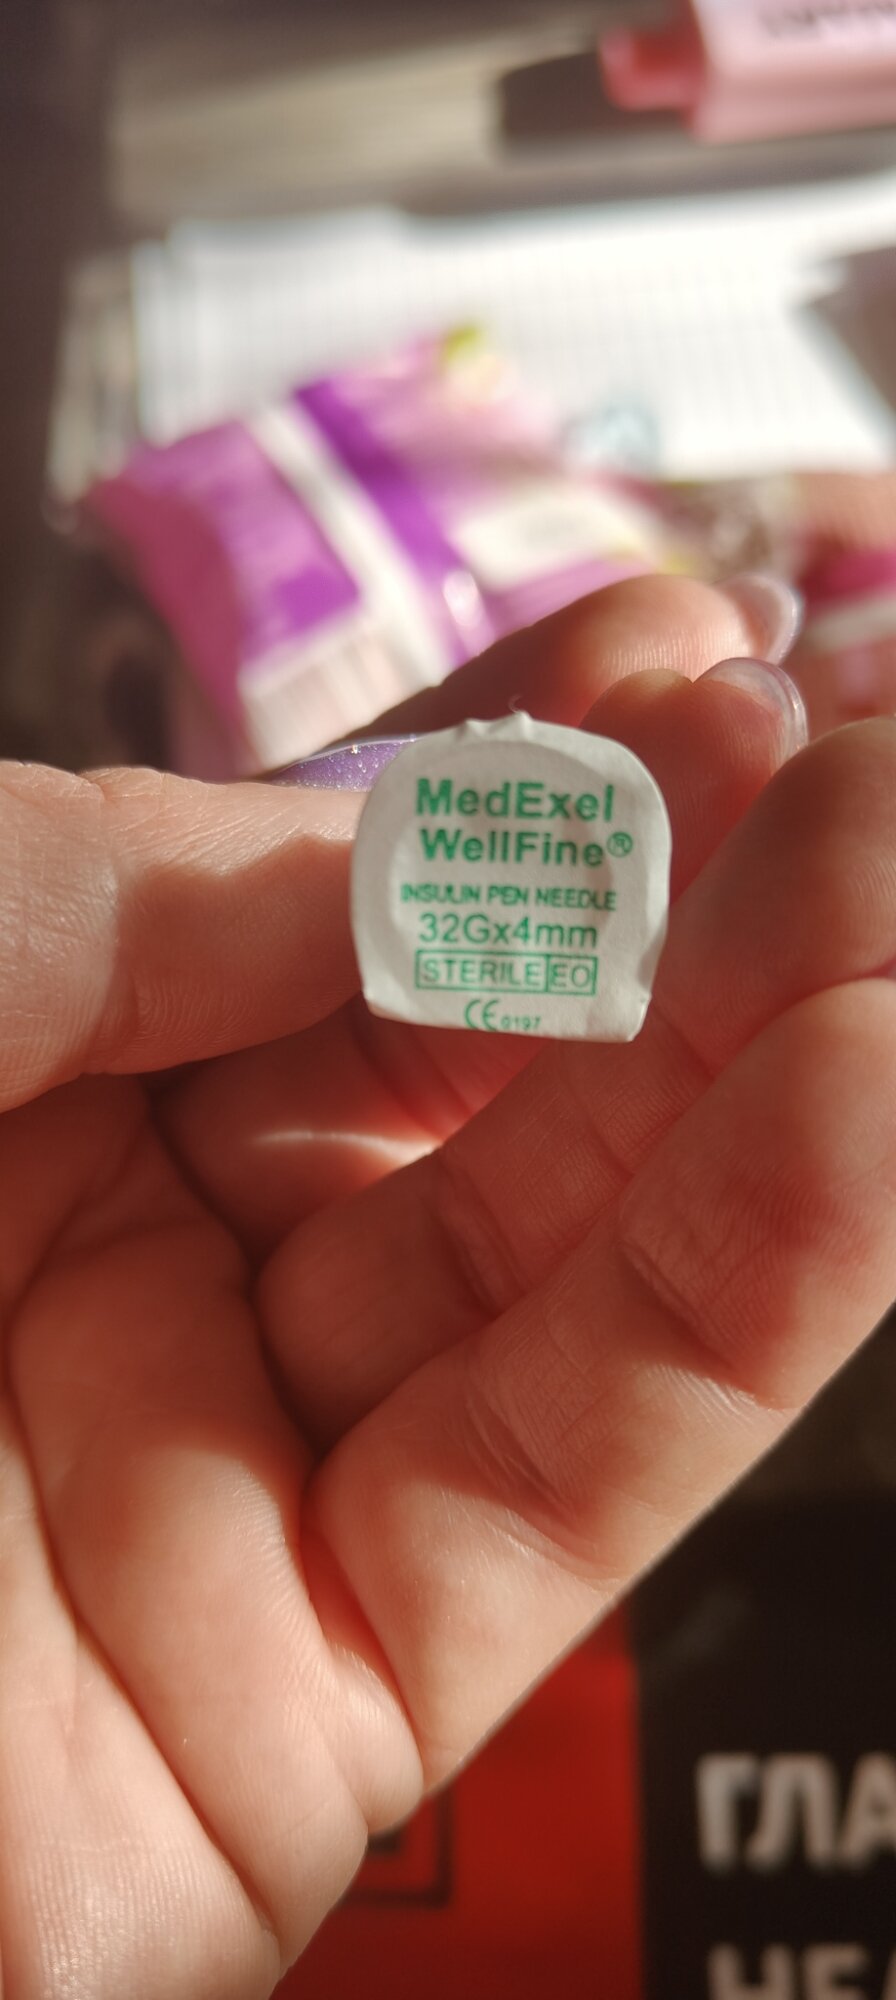 MedExel
WellFine®
INSULIN PEN NEEDLE
32Gx4mm
STERILE EO
CE 0197
ГЛА